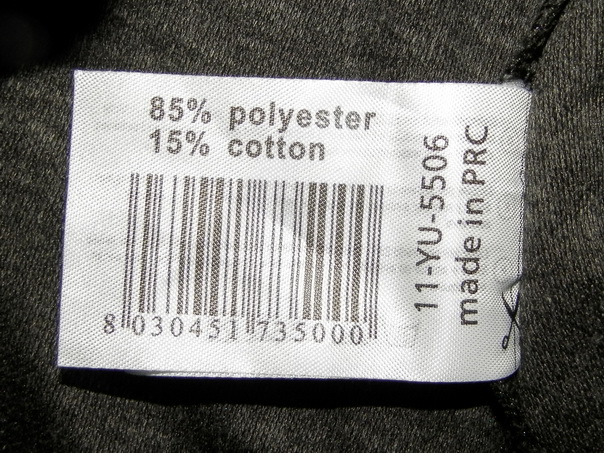 85% polyester
15% cotton
8 030451 735000
11-YU-5506
made in PRC